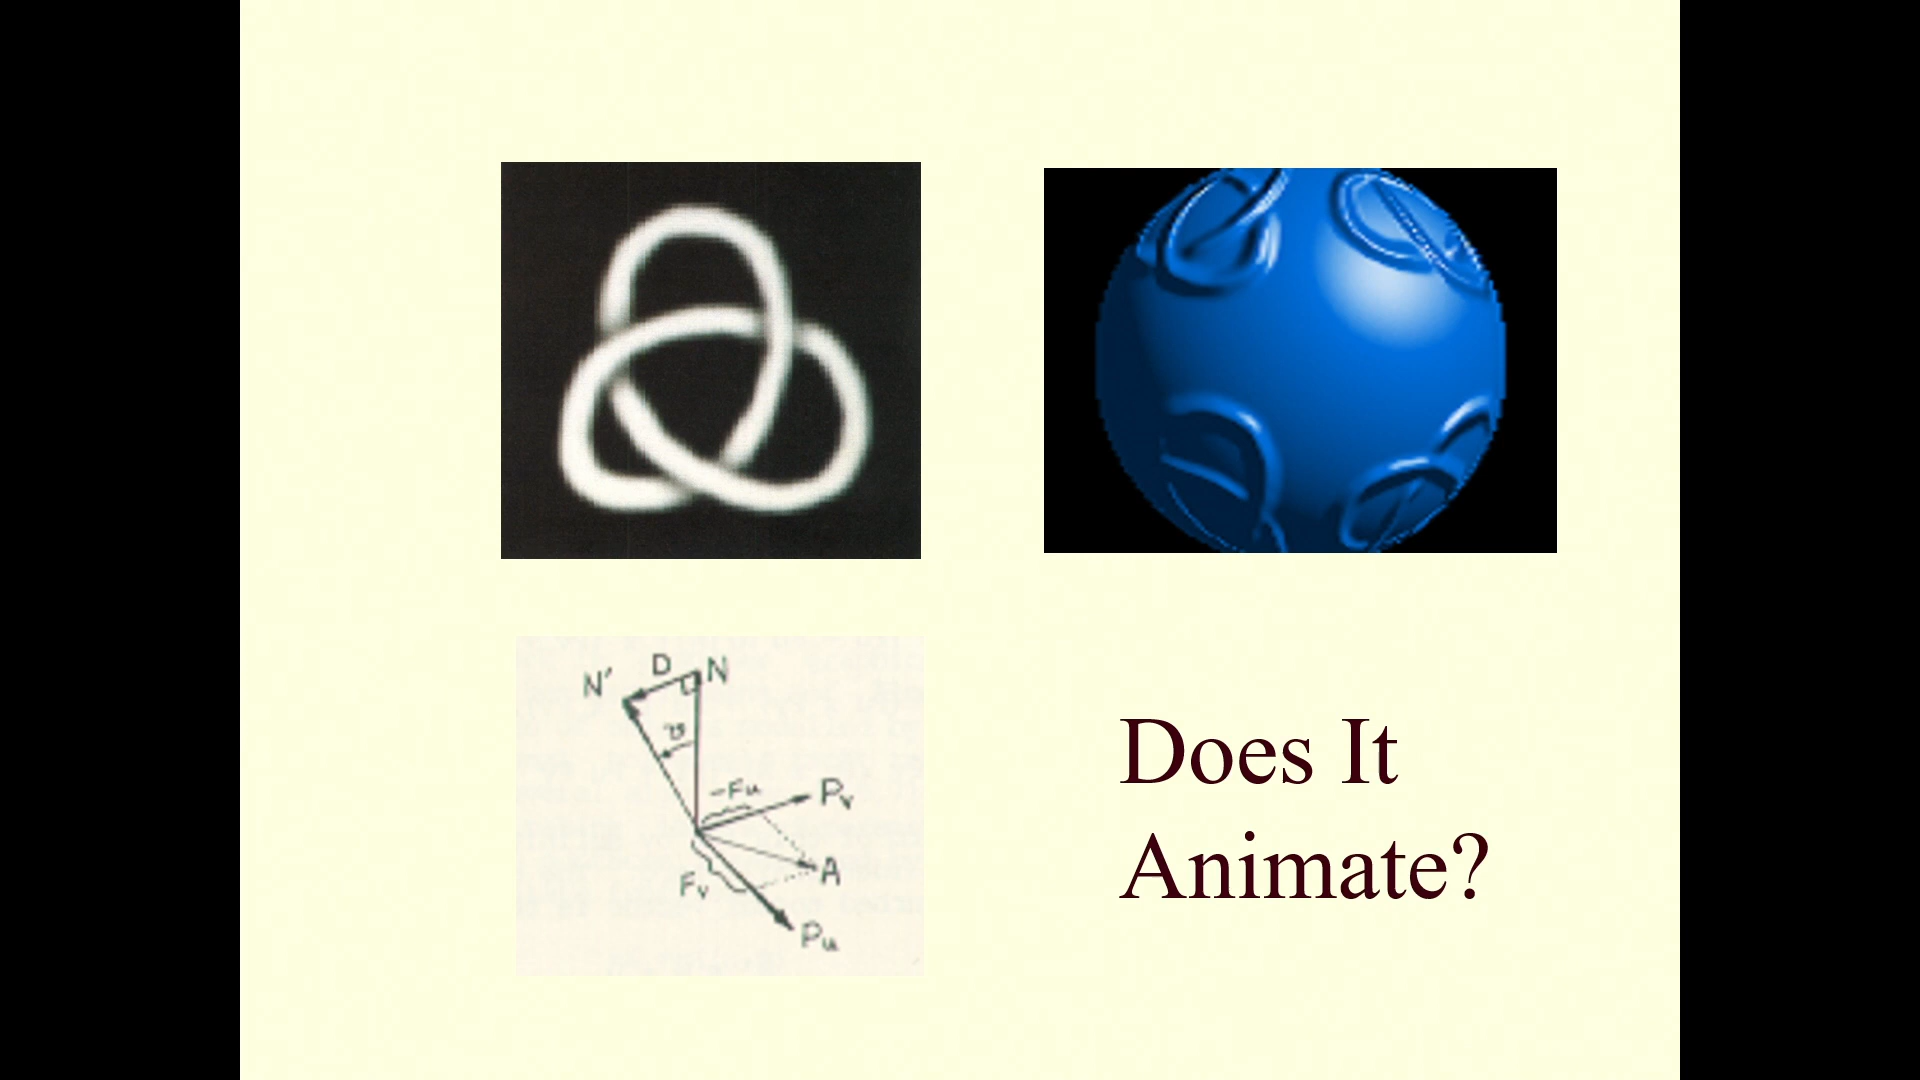 N' D N
v
-Fu Pv
A
Fv
Pu
Does It
Animate?